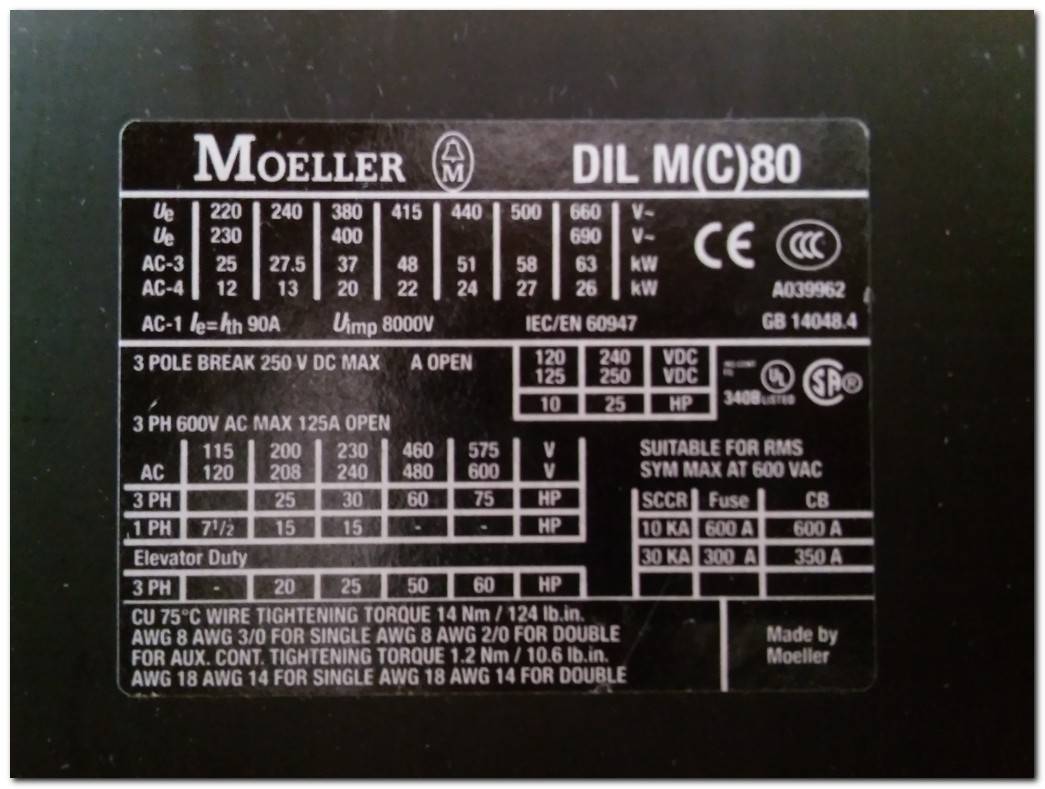 MOELLER
DIL M(C)80
Ue 220 240 380 415 440 500 660 V~
Ue 230 400 690 V~
AC-3 25 27.5 37 48 51 58 63 kW
AC-4 12 13 20 22 24 27 26 kW
CE CCC
A039962
AC-1 Ie=Ith 90A Uimp 8000V IEC/EN 60947 GB 14048.4
3 POLE BREAK 250 V DC MAX A OPEN
120 240 VDC
125 250 VDC
10 25 HP
340B UL LISTED
SA®
3 PH 600V AC MAX 125A OPEN
115 200 230 460 575 V
AC 120 208 240 480 600 V
3 PH 25 30 60 75 HP
1 PH 7 1/2 15 15 - - HP
Elevator Duty
3 PH - 20 25 50 60 HP
SUITABLE FOR RMS
SYM MAX AT 600 VAC
SCCR Fuse CB
10 KA 600 A 600 A
30 KA 300 A 350 A
CU 75°C WIRE TIGHTENING TORQUE 14 Nm / 124 lb.in.
AWG 8 AWG 3/0 FOR SINGLE AWG 8 AWG 2/0 FOR DOUBLE
FOR AUX. CONT. TIGHTENING TORQUE 1.2 Nm / 10.6 lb.in.
AWG 18 AWG 14 FOR SINGLE AWG 18 AWG 14 FOR DOUBLE
Made by
Moeller